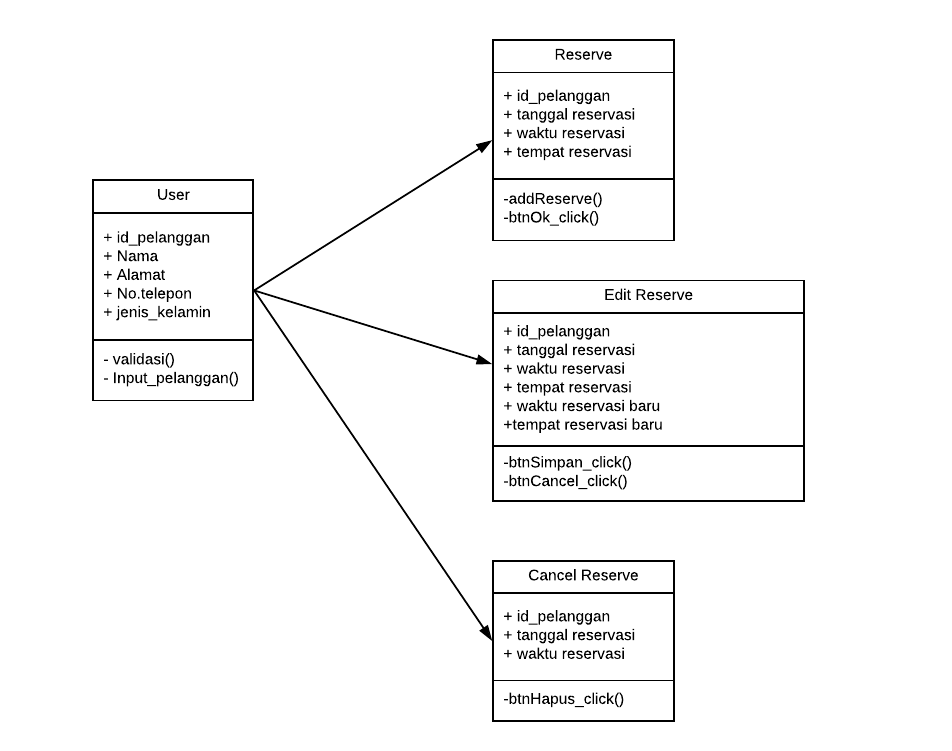 User
+ id_pelanggan
+ Nama
+ Alamat
+ No.telepon
+ jenis_kelamin
- validasi()
- Input_pelanggan()
Reserve
+ id_pelanggan
+ tanggal reservasi
+ waktu reservasi
+ tempat reservasi
-addReserve()
-btnOk_click()
Edit Reserve
+ id_pelanggan
+ tanggal reservasi
+ waktu reservasi
+ tempat reservasi
+ waktu reservasi baru
+tempat reservasi baru
-btnSimpan_click()
-btnCancel_click()
Cancel Reserve
+ id_pelanggan
+ tanggal reservasi
+ waktu reservasi
-btnHapus_click()